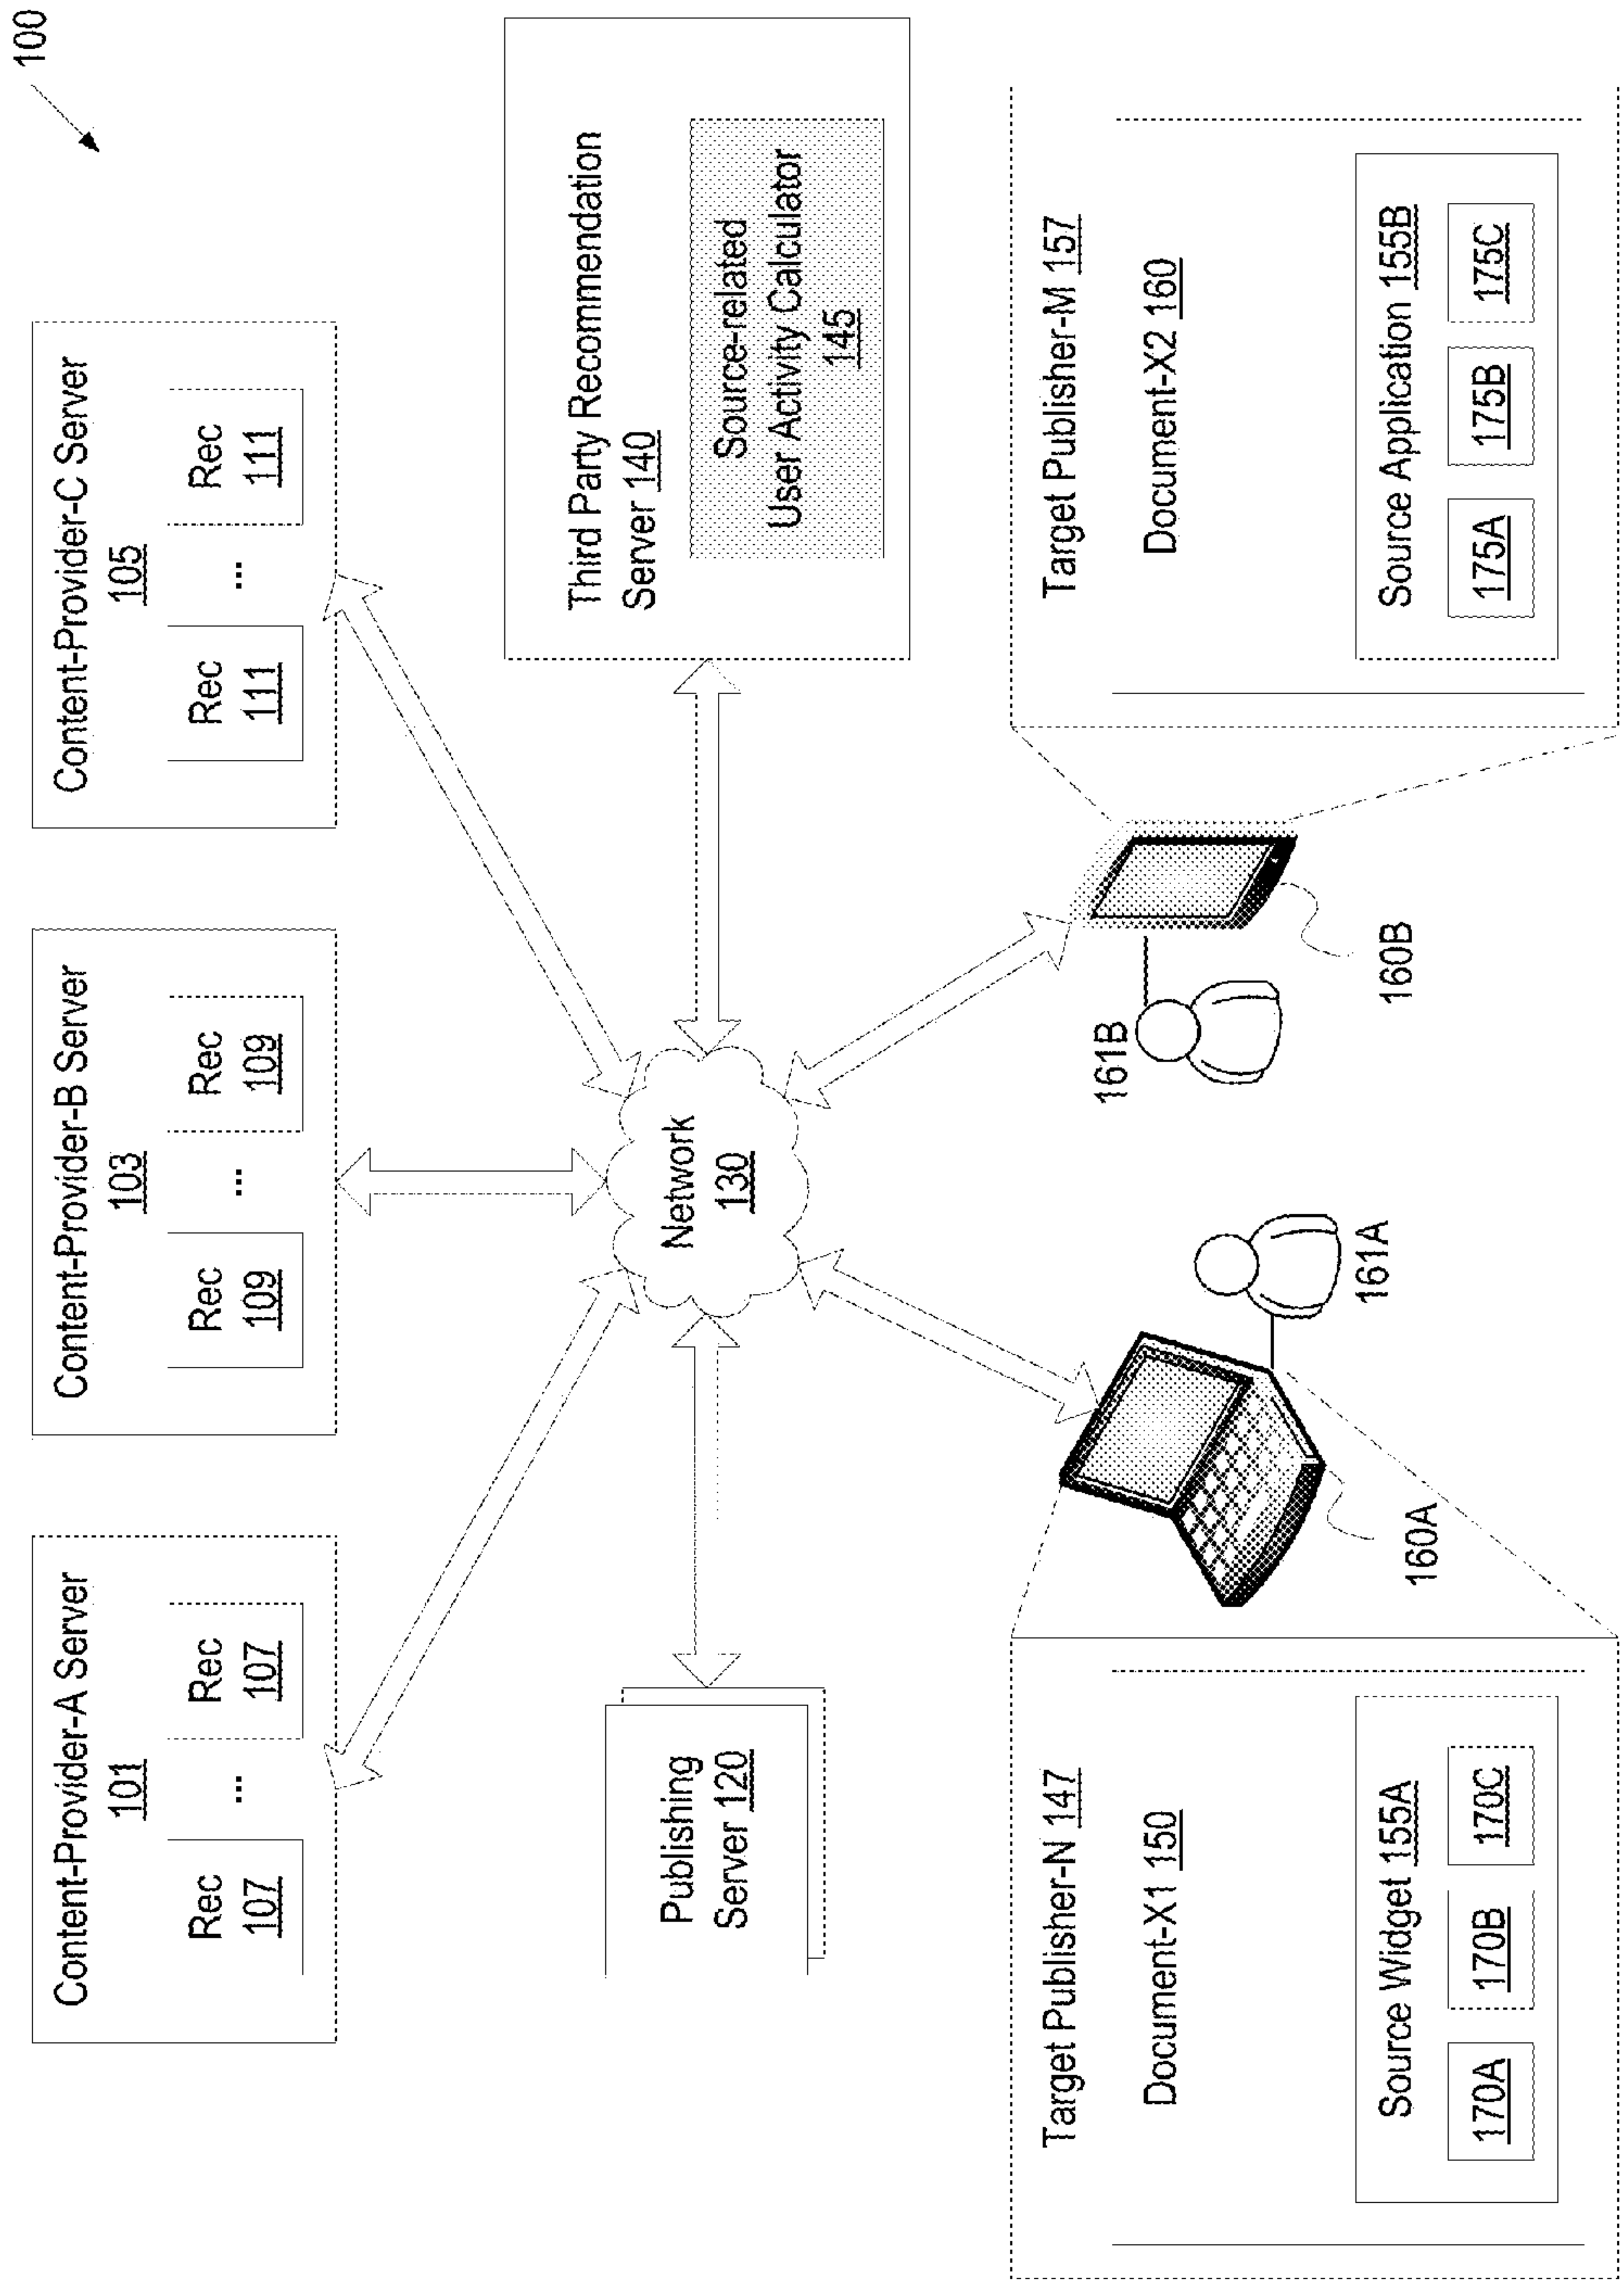 100
Content-Provider-A Server
101
Rec
107
...
Rec
107
Content-Provider-B Server
103
Rec
109
...
Rec
109
Content-Provider-C Server
105
Rec
111
...
Rec
111
Publishing
Server 120
Network
130
Third Party Recommendation
Server 140
Source-related
User Activity Calculator
145
160A
161A
161B
160B
Target Publisher-N 147
Document-X1 150
Source Widget 155A
170A
170B
170C
Target Publisher-M 157
Document-X2 160
Source Application 155B
175A
175B
175C